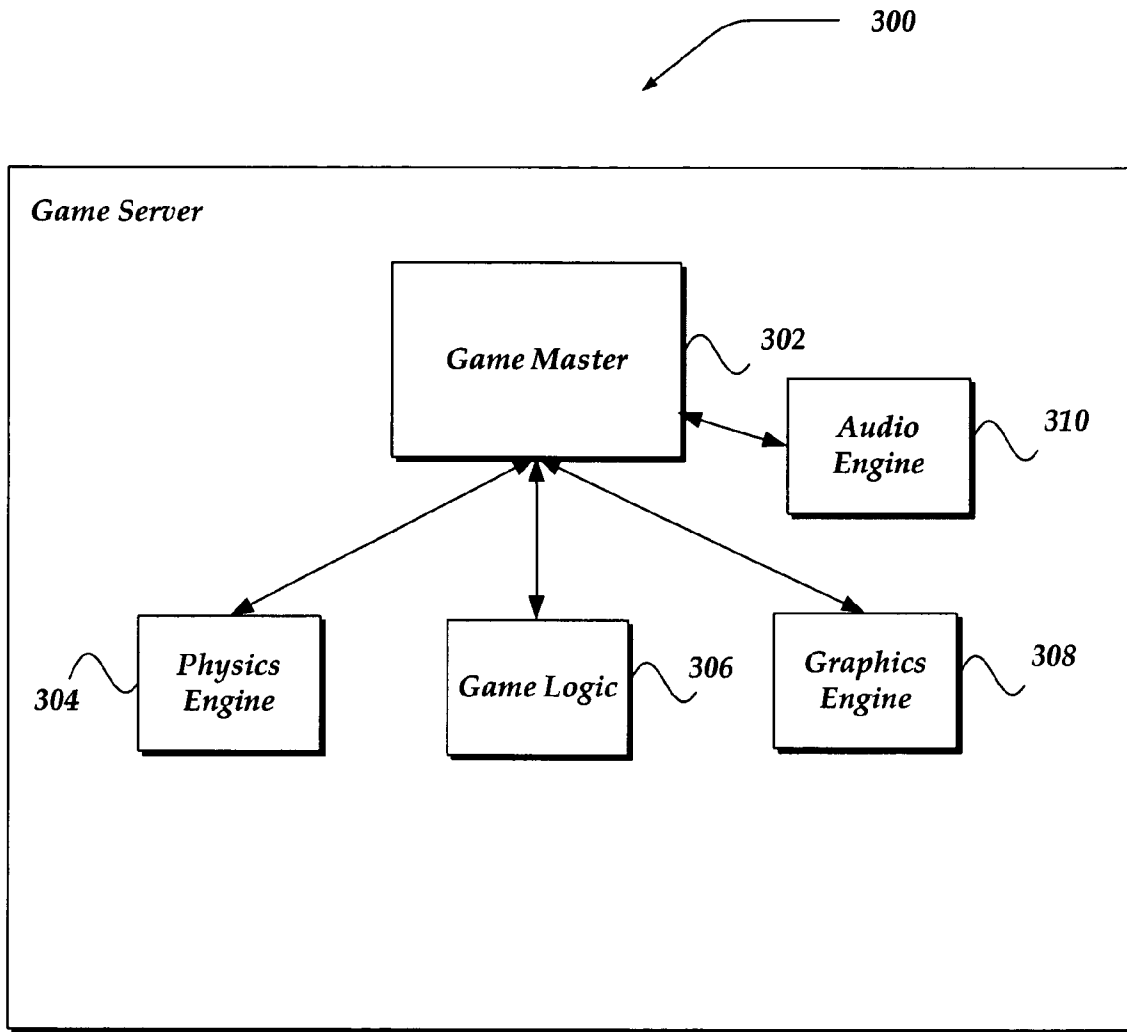 300
Game Server
Game Master
302
Audio
Engine
310
Physics
Engine
304
Game Logic
306
Graphics
Engine
308